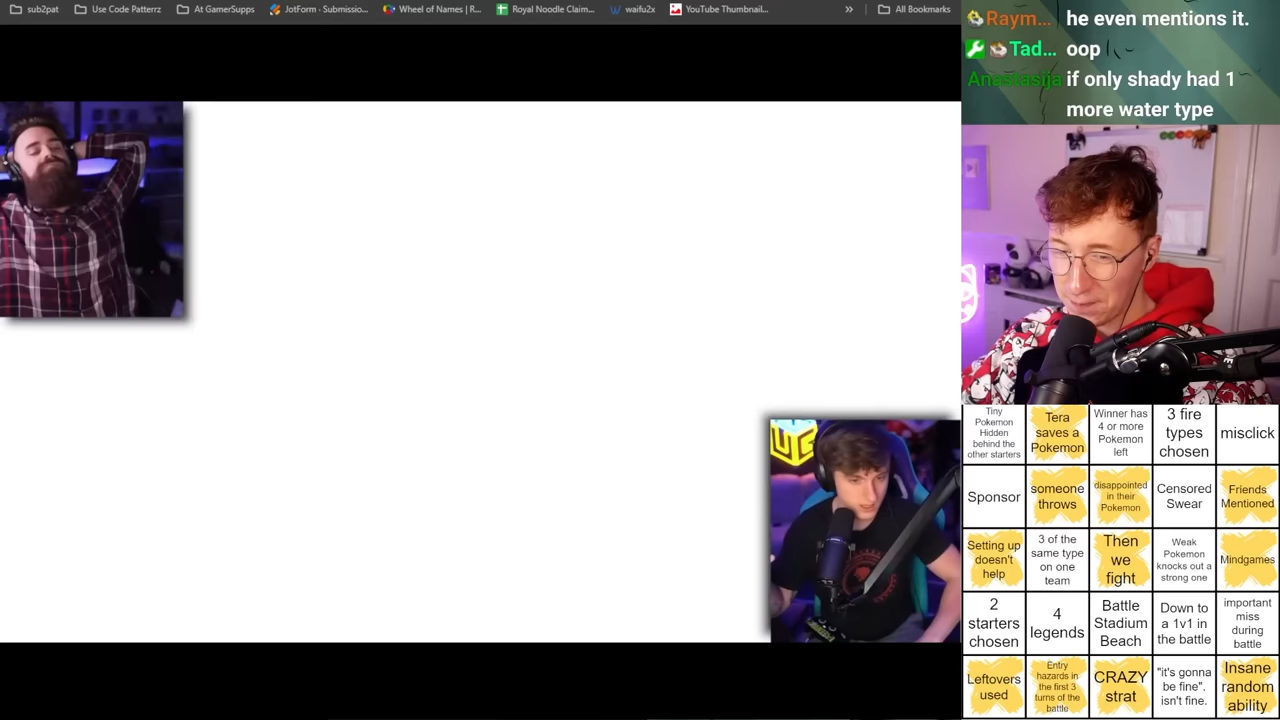 sub2pat
Use Code Patterrz
At GamerSupps
JotForm - Submissio...
Wheel of Names | R...
Royal Noodle Claim...
waifu2x
YouTube Thumbnail...
»
All Bookmarks
Raym... he even mentions it.
Tad... oop
Anastasija if only shady had 1
more water type
Tiny
Pokemon
Hidden
behind the
other starters
Tera
saves a
Pokemon
Winner has
4 or more
Pokemon
left
3 fire
types
chosen
misclick
Sponsor
someone
throws
disappointed
in their
Pokemon
Censored
Swear
Friends
Mentioned
Setting up
doesn't
help
3 of the
same type
on one
team
Then
we
fight
Weak
Pokemon
knocks out a
strong one
Mindgames
2
starters
chosen
4
legends
Battle
Stadium
Beach
Down to
a 1v1 in
the battle
important
miss
during
battle
Leftovers
used
Entry
hazards in
the first 3
turns of the
battle
CRAZY
strat
"it's gonna
be fine".
isn't fine.
Insane
random
ability